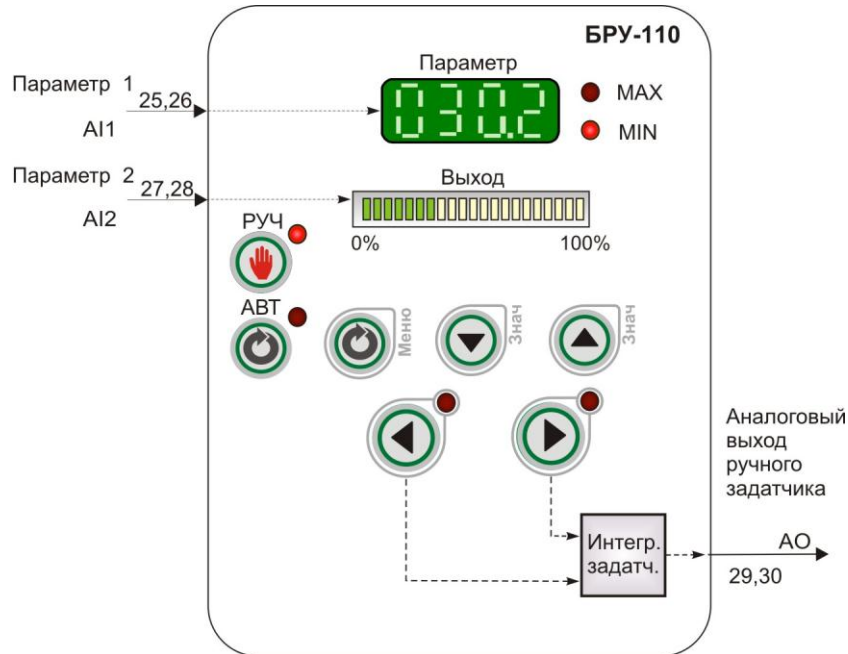 БРУ-110
Параметр
Параметр 1
25,26
AI1
030.2
MAX
MIN
Параметр 2
27,28
AI2
Выход
0%
100%
РУЧ
АВТ
Меню
Знач
Знач
Аналоговый
выход
ручного
задатчика
Интегр.
задатч.
АО
29,30